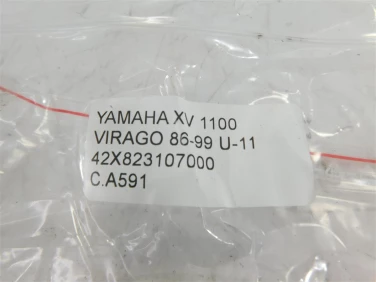 YAMAHA XV 1100
VIRAGO 86-99 U-11
42X823107000
C.A591